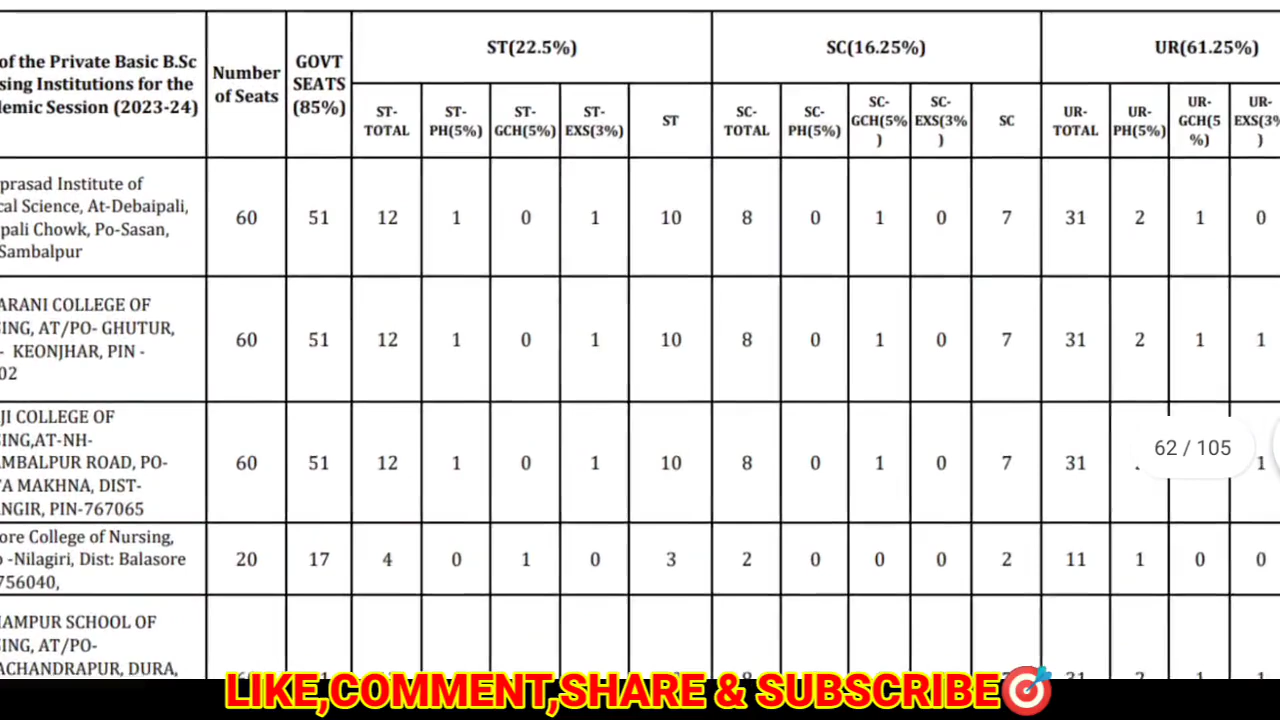 of the Private Basic B.Sc
sing Institutions for the
demic Session (2023-24)
Number
of Seats
GOVT
SEATS
(85%)
ST(22.5%)
SC(16.25%)
UR(61.25%)
ST-
TOTAL
ST-
PH(5%)
ST-
GCH(5%)
ST-
EXS(3%)
ST
SC-
TOTAL
SC-
PH(5%)
SC-
GCH(5%
)
SC-
EXS(3%
)
SC
UR-
TOTAL
UR-
PH(5%)
UR-
GCH(5
%)
UR-
EXS(3%
)
prasad Institute of
cal Science, At-Debaipali,
pali Chowk, Po-Sasan,
Sambalpur
60 51 12 1 0 1 10 8 0 1 0 7 31 2 1 0
ARANI COLLEGE OF
ING, AT/PO- GHUTUR,
- KEONJHAR, PIN -
02
60 51 12 1 0 1 10 8 0 1 0 7 31 2 1 1
JI COLLEGE OF
ING,AT-NH-
AMBALPUR ROAD, PO-
A MAKHNA, DIST-
NGIR, PIN-767065
60 51 12 1 0 1 10 8 0 1 0 7 31 1
62 / 105
ore College of Nursing,
-Nilagiri, Dist: Balasore
756040,
20 17 4 0 1 0 3 2 0 0 0 2 11 1 0 0
HAMPUR SCHOOL OF
ING, AT/PO-
ACHANDRAPUR, DURA,
LIKE,COMMENT,SHARE & SUBSCRIBE